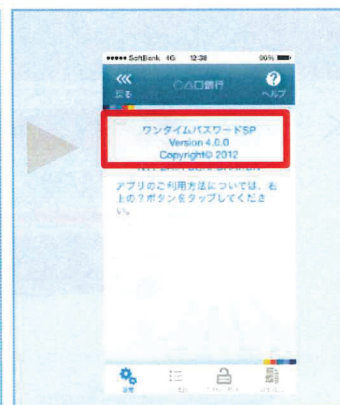 SoftBank 4G 12:38 90%
戻る
○△□銀行
ヘルプ
ワンタイムパスワードSP
Version 4.0.0
Copyright© 2012
アプリのご利用方法については、右
上の?ボタンをタップしてくださ
い。